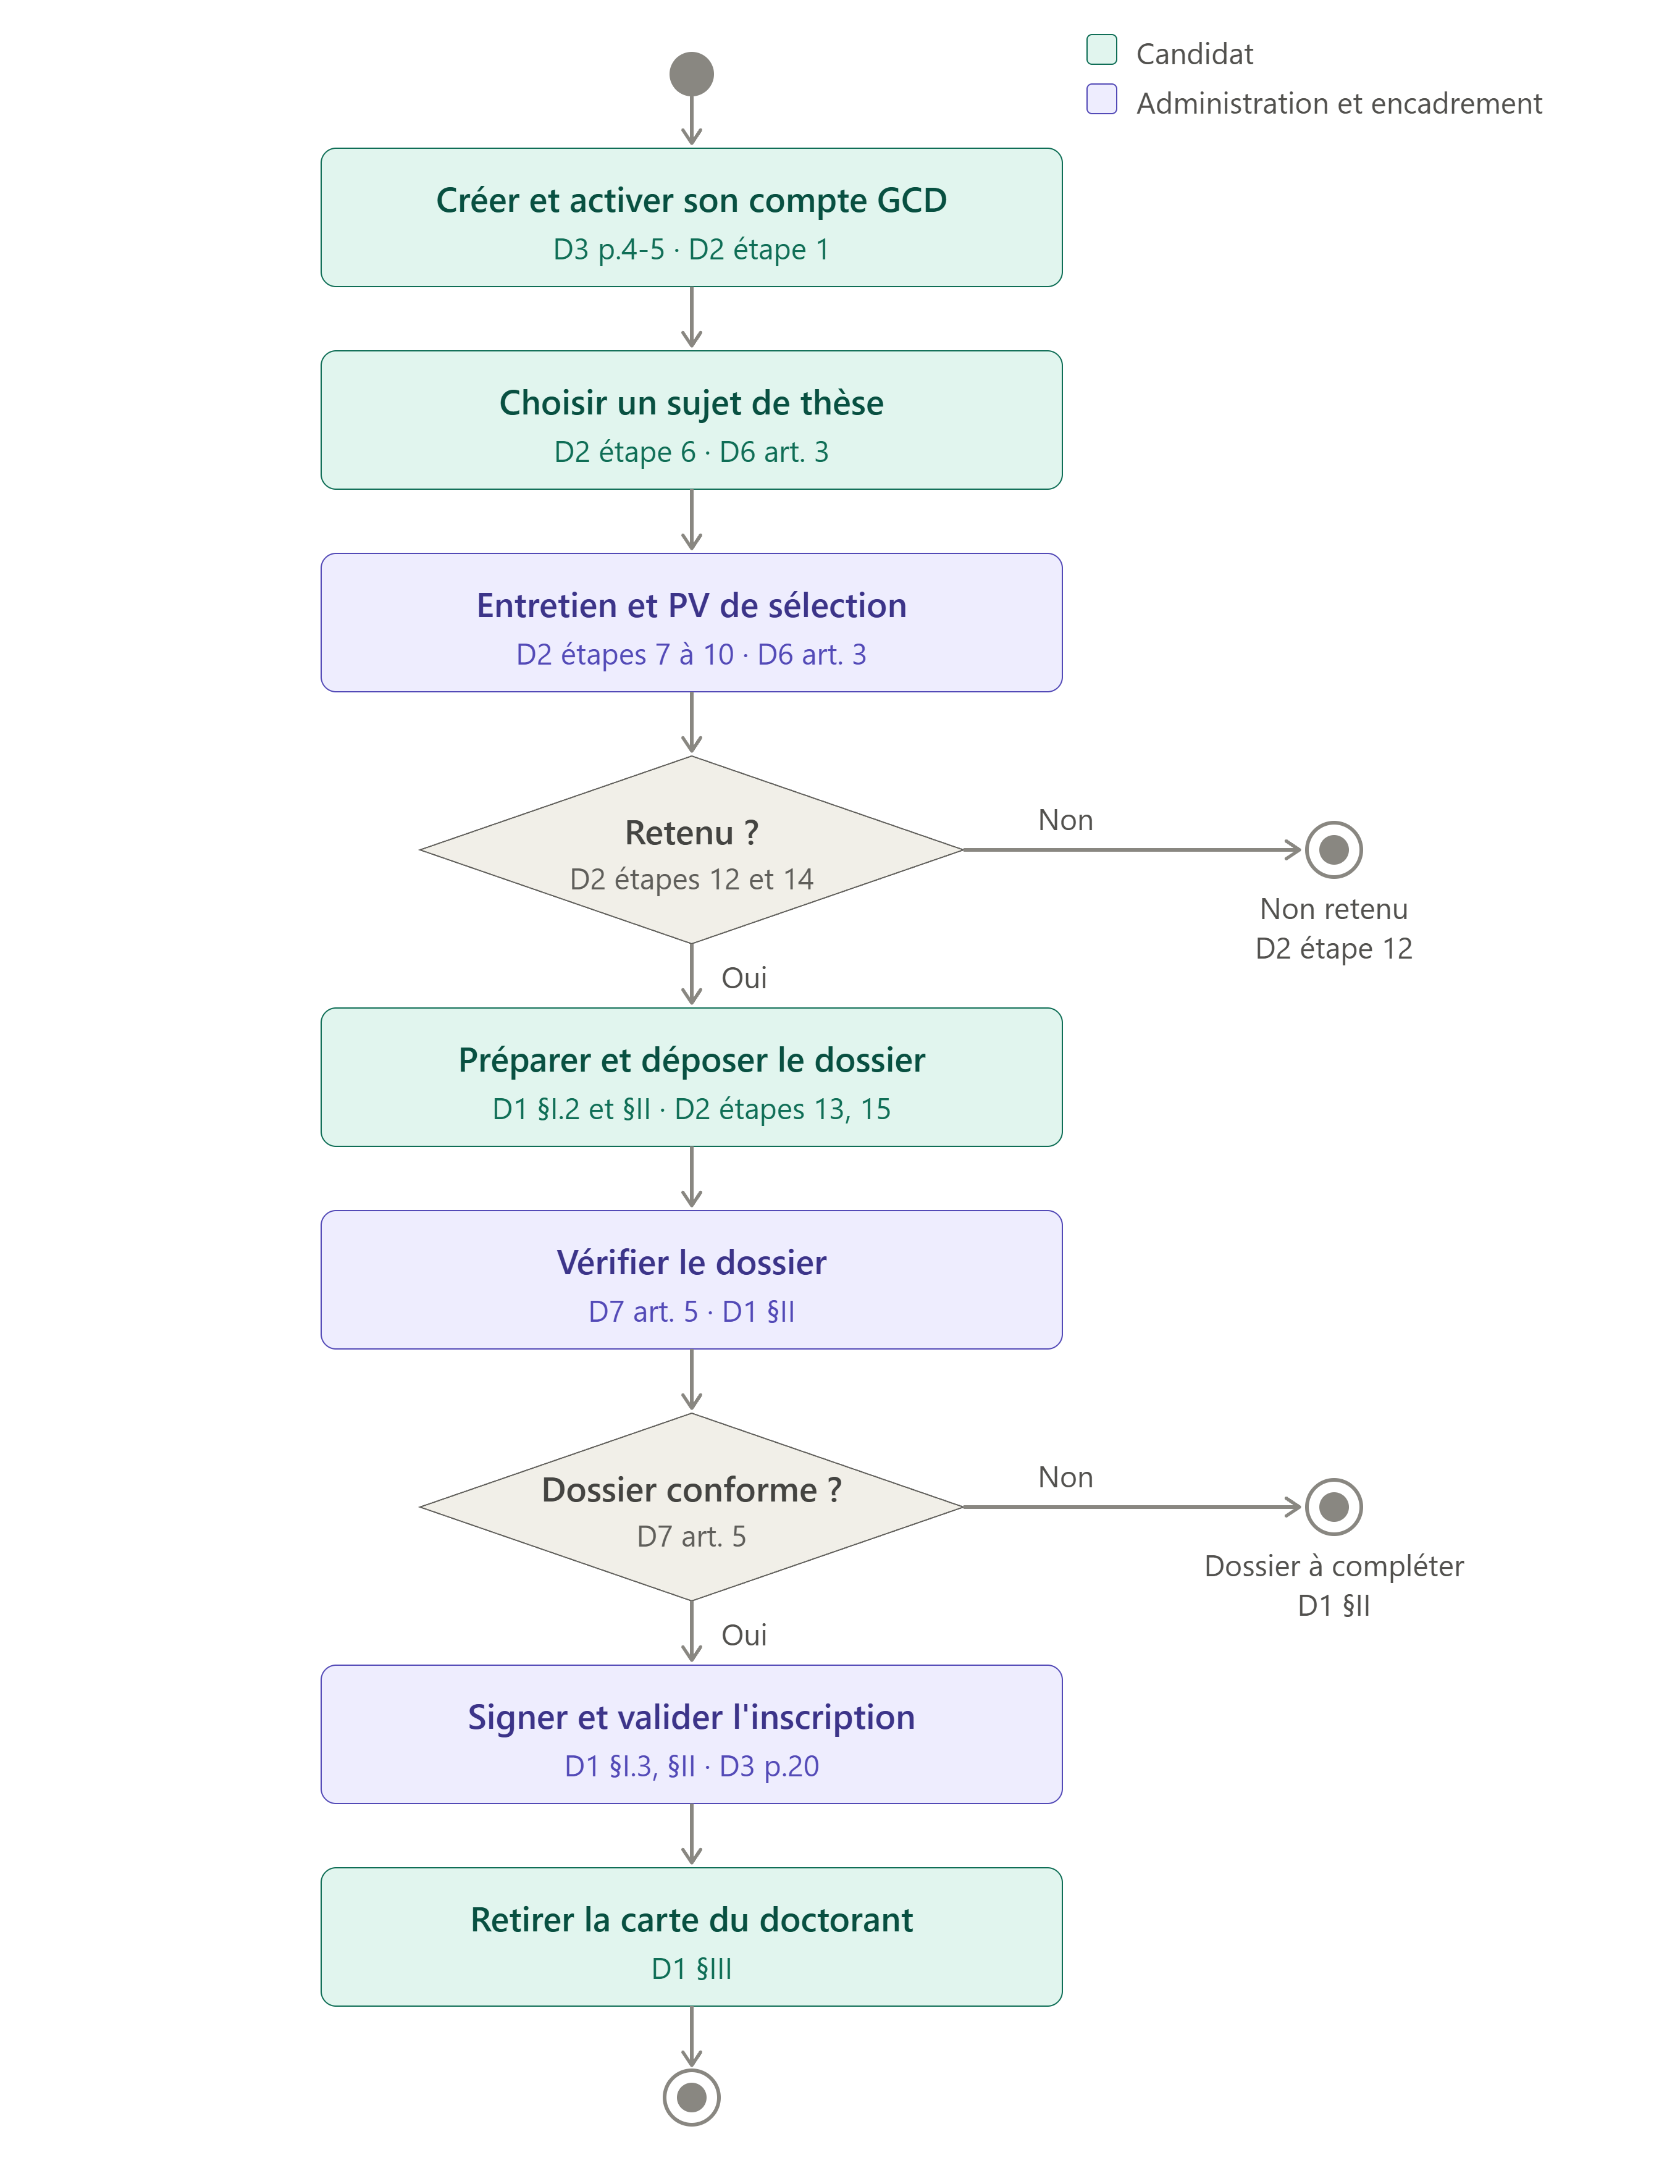 Candidat
Administration et encadrement
Créer et activer son compte GCD
D3 p.4-5 · D2 étape 1
Choisir un sujet de thèse
D2 étape 6 · D6 art. 3
Entretien et PV de sélection
D2 étapes 7 à 10 · D6 art. 3
Retenu ?
D2 étapes 12 et 14
Non
Non retenu
D2 étape 12
Oui
Préparer et déposer le dossier
D1 §I.2 et §II · D2 étapes 13, 15
Vérifier le dossier
D7 art. 5 · D1 §II
Dossier conforme ?
D7 art. 5
Non
Dossier à compléter
D1 §II
Oui
Signer et valider l'inscription
D1 §I.3, §II · D3 p.20
Retirer la carte du doctorant
D1 §III